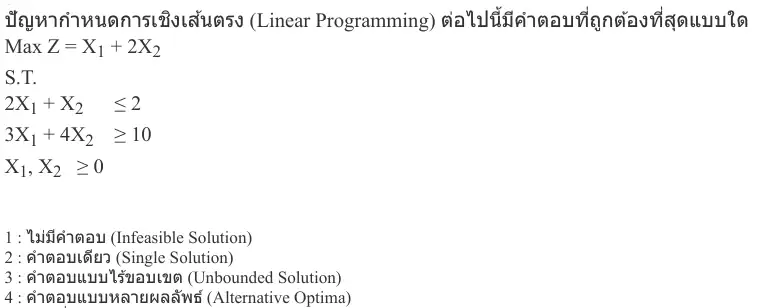 ปัญหากำหนดการเชิงเส้นตรง (Linear Programming) ต่อไปนี้มีคำตอบที่ถูกต้องที่สุดแบบใด
Max Z = X₁ + 2X₂
S.T.
2X₁ + X₂ ≤ 2
3X₁ + 4X₂ ≥ 10
X₁, X₂ ≥ 0
1 : ไม่มีคำตอบ (Infeasible Solution)
2 : คำตอบเดียว (Single Solution)
3 : คำตอบแบบไร้ขอบเขต (Unbounded Solution)
4 : คำตอบแบบหลายผลลัพธ์ (Alternative Optima)